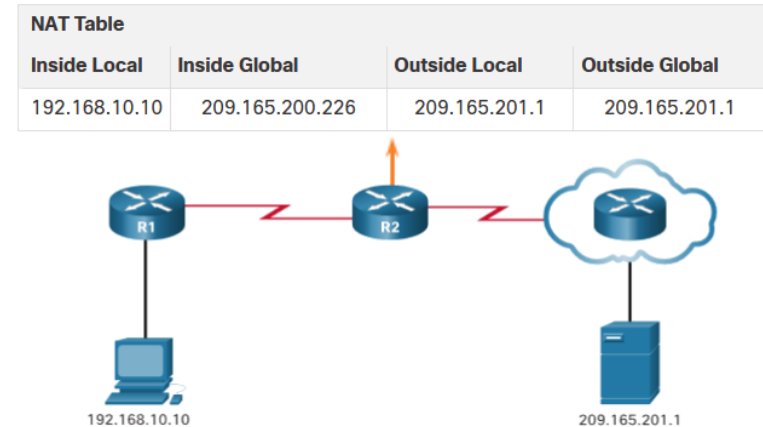 NAT Table
Inside Local Inside Global Outside Local Outside Global
192.168.10.10 209.165.200.226 209.165.201.1 209.165.201.1
R1 R2
192.168.10.10 209.165.201.1